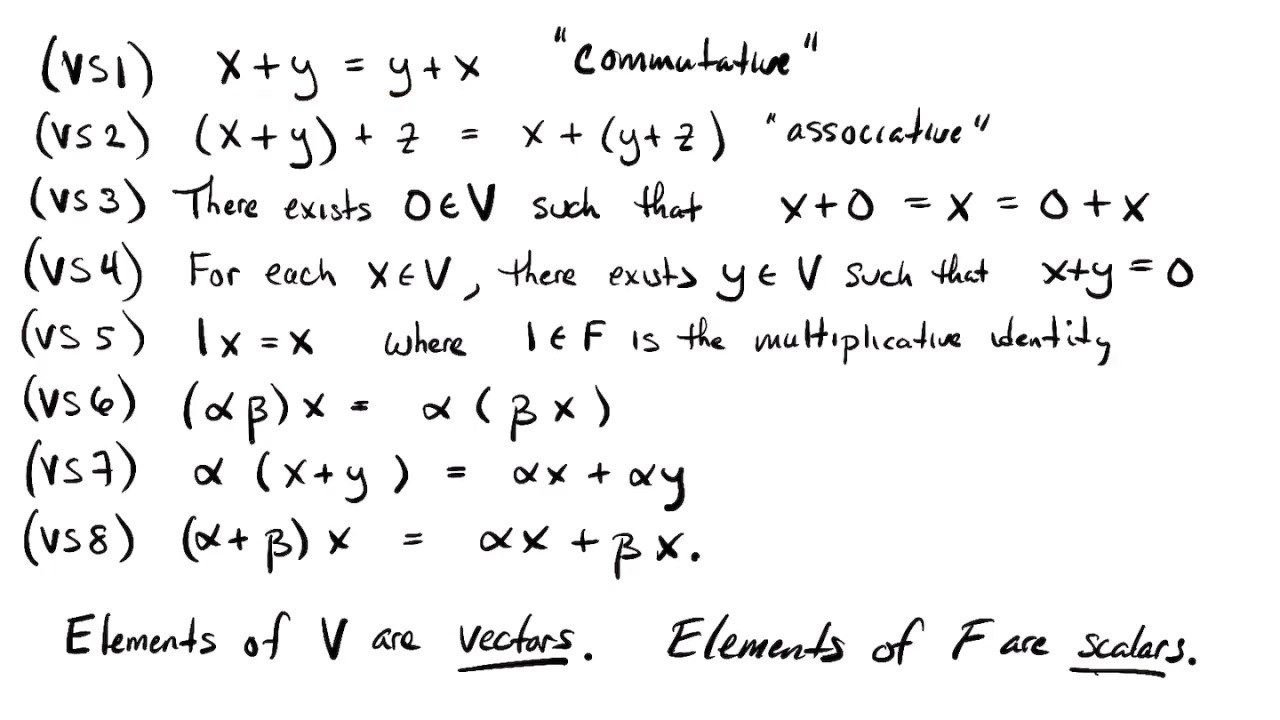 (VS1) x+y = y+x "Commutative"
(VS2) (x+y)+z = x+(y+z) "associative"
(VS3) There exists 0∈V such that x+0 = x = 0+x
(VS4) For each x∈V, there exists y∈V such that x+y=0
(VS5) 1x=x where 1∈F is the multiplicative identity
(VS6) (αβ)x = α(βx)
(VS7) α(x+y) = αx+αy
(VS8) (α+β)x = αx+βx.
Elements of V are vectors. Elements of F are scalars.